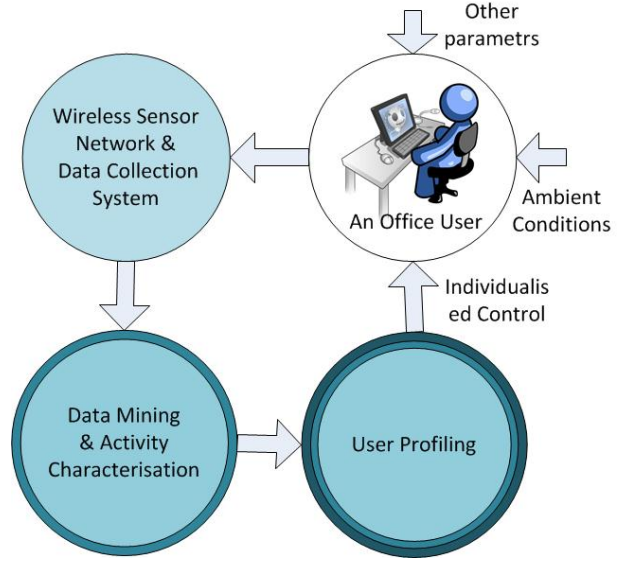 Other
parametrs
Wireless Sensor
Network &
Data Collection
System
An Office User
Ambient
Conditions
Individualis
ed Control
Data Mining
& Activity
Characterisation
User Profiling